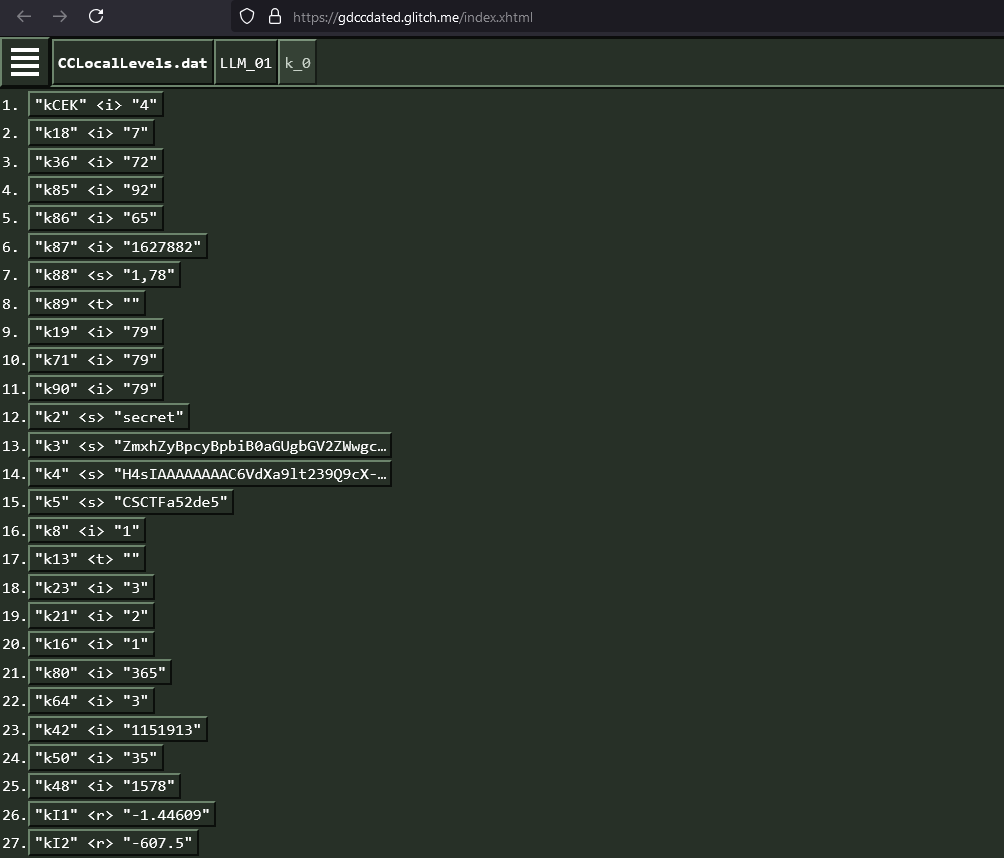 https://gdccdated.glitch.me/index.xhtml
CCLocalLevels.dat LLM_01 k_0
1. "kCEK" <i> "4"
2. "k18" <i> "7"
3. "k36" <i> "72"
4. "k85" <i> "92"
5. "k86" <i> "65"
6. "k87" <i> "1627882"
7. "k88" <s> "1,78"
8. "k89" <t> ""
9. "k19" <i> "79"
10. "k71" <i> "79"
11. "k90" <i> "79"
12. "k2" <s> "secret"
13. "k3" <s> "ZmxhZyBpcyBpbiB0aGUgbGV2ZWwgc…
14. "k4" <s> "H4sIAAAAAAAAC6VdXa9lt239Q9cX-…
15. "k5" <s> "CSCTFa52de5"
16. "k8" <i> "1"
17. "k13" <t> ""
18. "k23" <i> "3"
19. "k21" <i> "2"
20. "k16" <i> "1"
21. "k80" <i> "365"
22. "k64" <i> "3"
23. "k42" <i> "1151913"
24. "k50" <i> "35"
25. "k48" <i> "1578"
26. "kI1" <r> "-1.44609"
27. "kI2" <r> "-607.5"